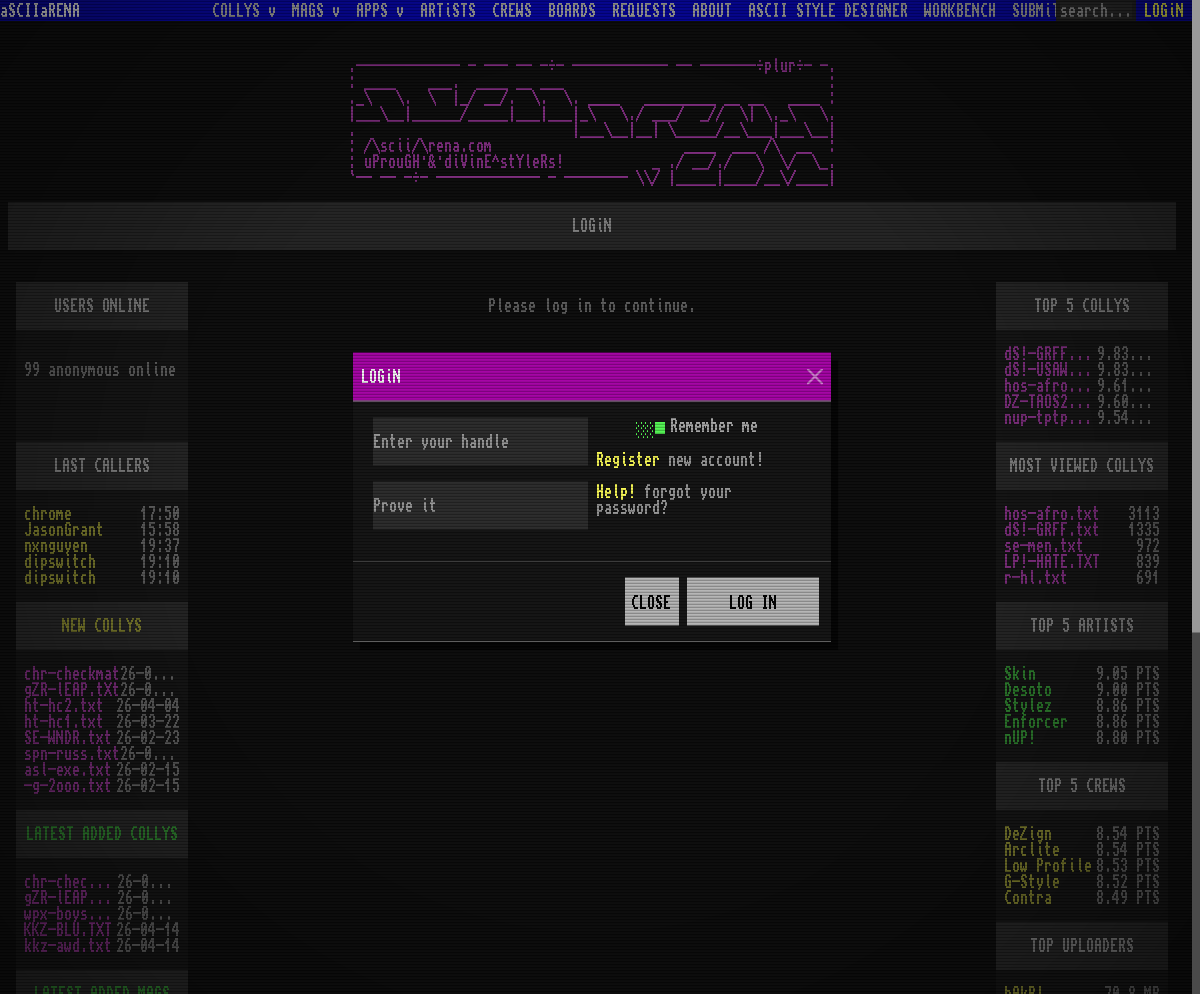 aSCIIaRENA COLLYS v MAGS v APPS v ARTiSTS CREWS BOARDS REQUESTS ABOUT ASCII STYLE DESIGNER WORKBENCH SUBMiT search... LOGiN
plur
/\scii/\rena.com
uProuGH'&'diVinE^stYleRs!
LOGiN
USERS ONLINE
99 anonymous online
LAST CALLERS
chrome 17:50
JasonGrant 15:58
nxnguyen 19:37
dipswitch 19:10
dipswitch 19:10
NEW COLLYS
chr-checkmat 26-0...
gZR-lEAP.tXt 26-0...
ht-hc2.txt 26-04-04
ht-hc1.txt 26-03-22
SE-WNDR.txt 26-02-23
spn-russ.txt 26-0...
asl-exe.txt 26-02-15
-g-2ooo.txt 26-02-15
LATEST ADDED COLLYS
chr-chec... 26-0...
gZR-lEAP... 26-0...
wpx-boys... 26-0...
KKZ-BLU.TXT 26-04-14
kkz-awd.txt 26-04-14
LATEST ADDED MAGS
Please log in to continue.
LOGiN
Enter your handle
Remember me
Register new account!
Prove it
Help! forgot your
password?
CLOSE
LOG IN
TOP 5 COLLYS
dS!-GRFF... 9.83...
dS!-USAW... 9.83...
hos-afro... 9.61...
DZ-TAOS2... 9.60...
nup-tptp... 9.54...
MOST VIEWED COLLYS
hos-afro.txt 3113
dS!-GRFF.txt 1335
se-men.txt 972
LP!-HATE.TXT 839
r-hl.txt 691
TOP 5 ARTISTS
Skin 9.05 PTS
Desoto 9.00 PTS
Stylez 8.86 PTS
Enforcer 8.86 PTS
nUP! 8.80 PTS
TOP 5 CREWS
DeZign 8.54 PTS
Arclite 8.54 PTS
Low Profile 8.53 PTS
G-Style 8.52 PTS
Contra 8.49 PTS
TOP UPLOADERS